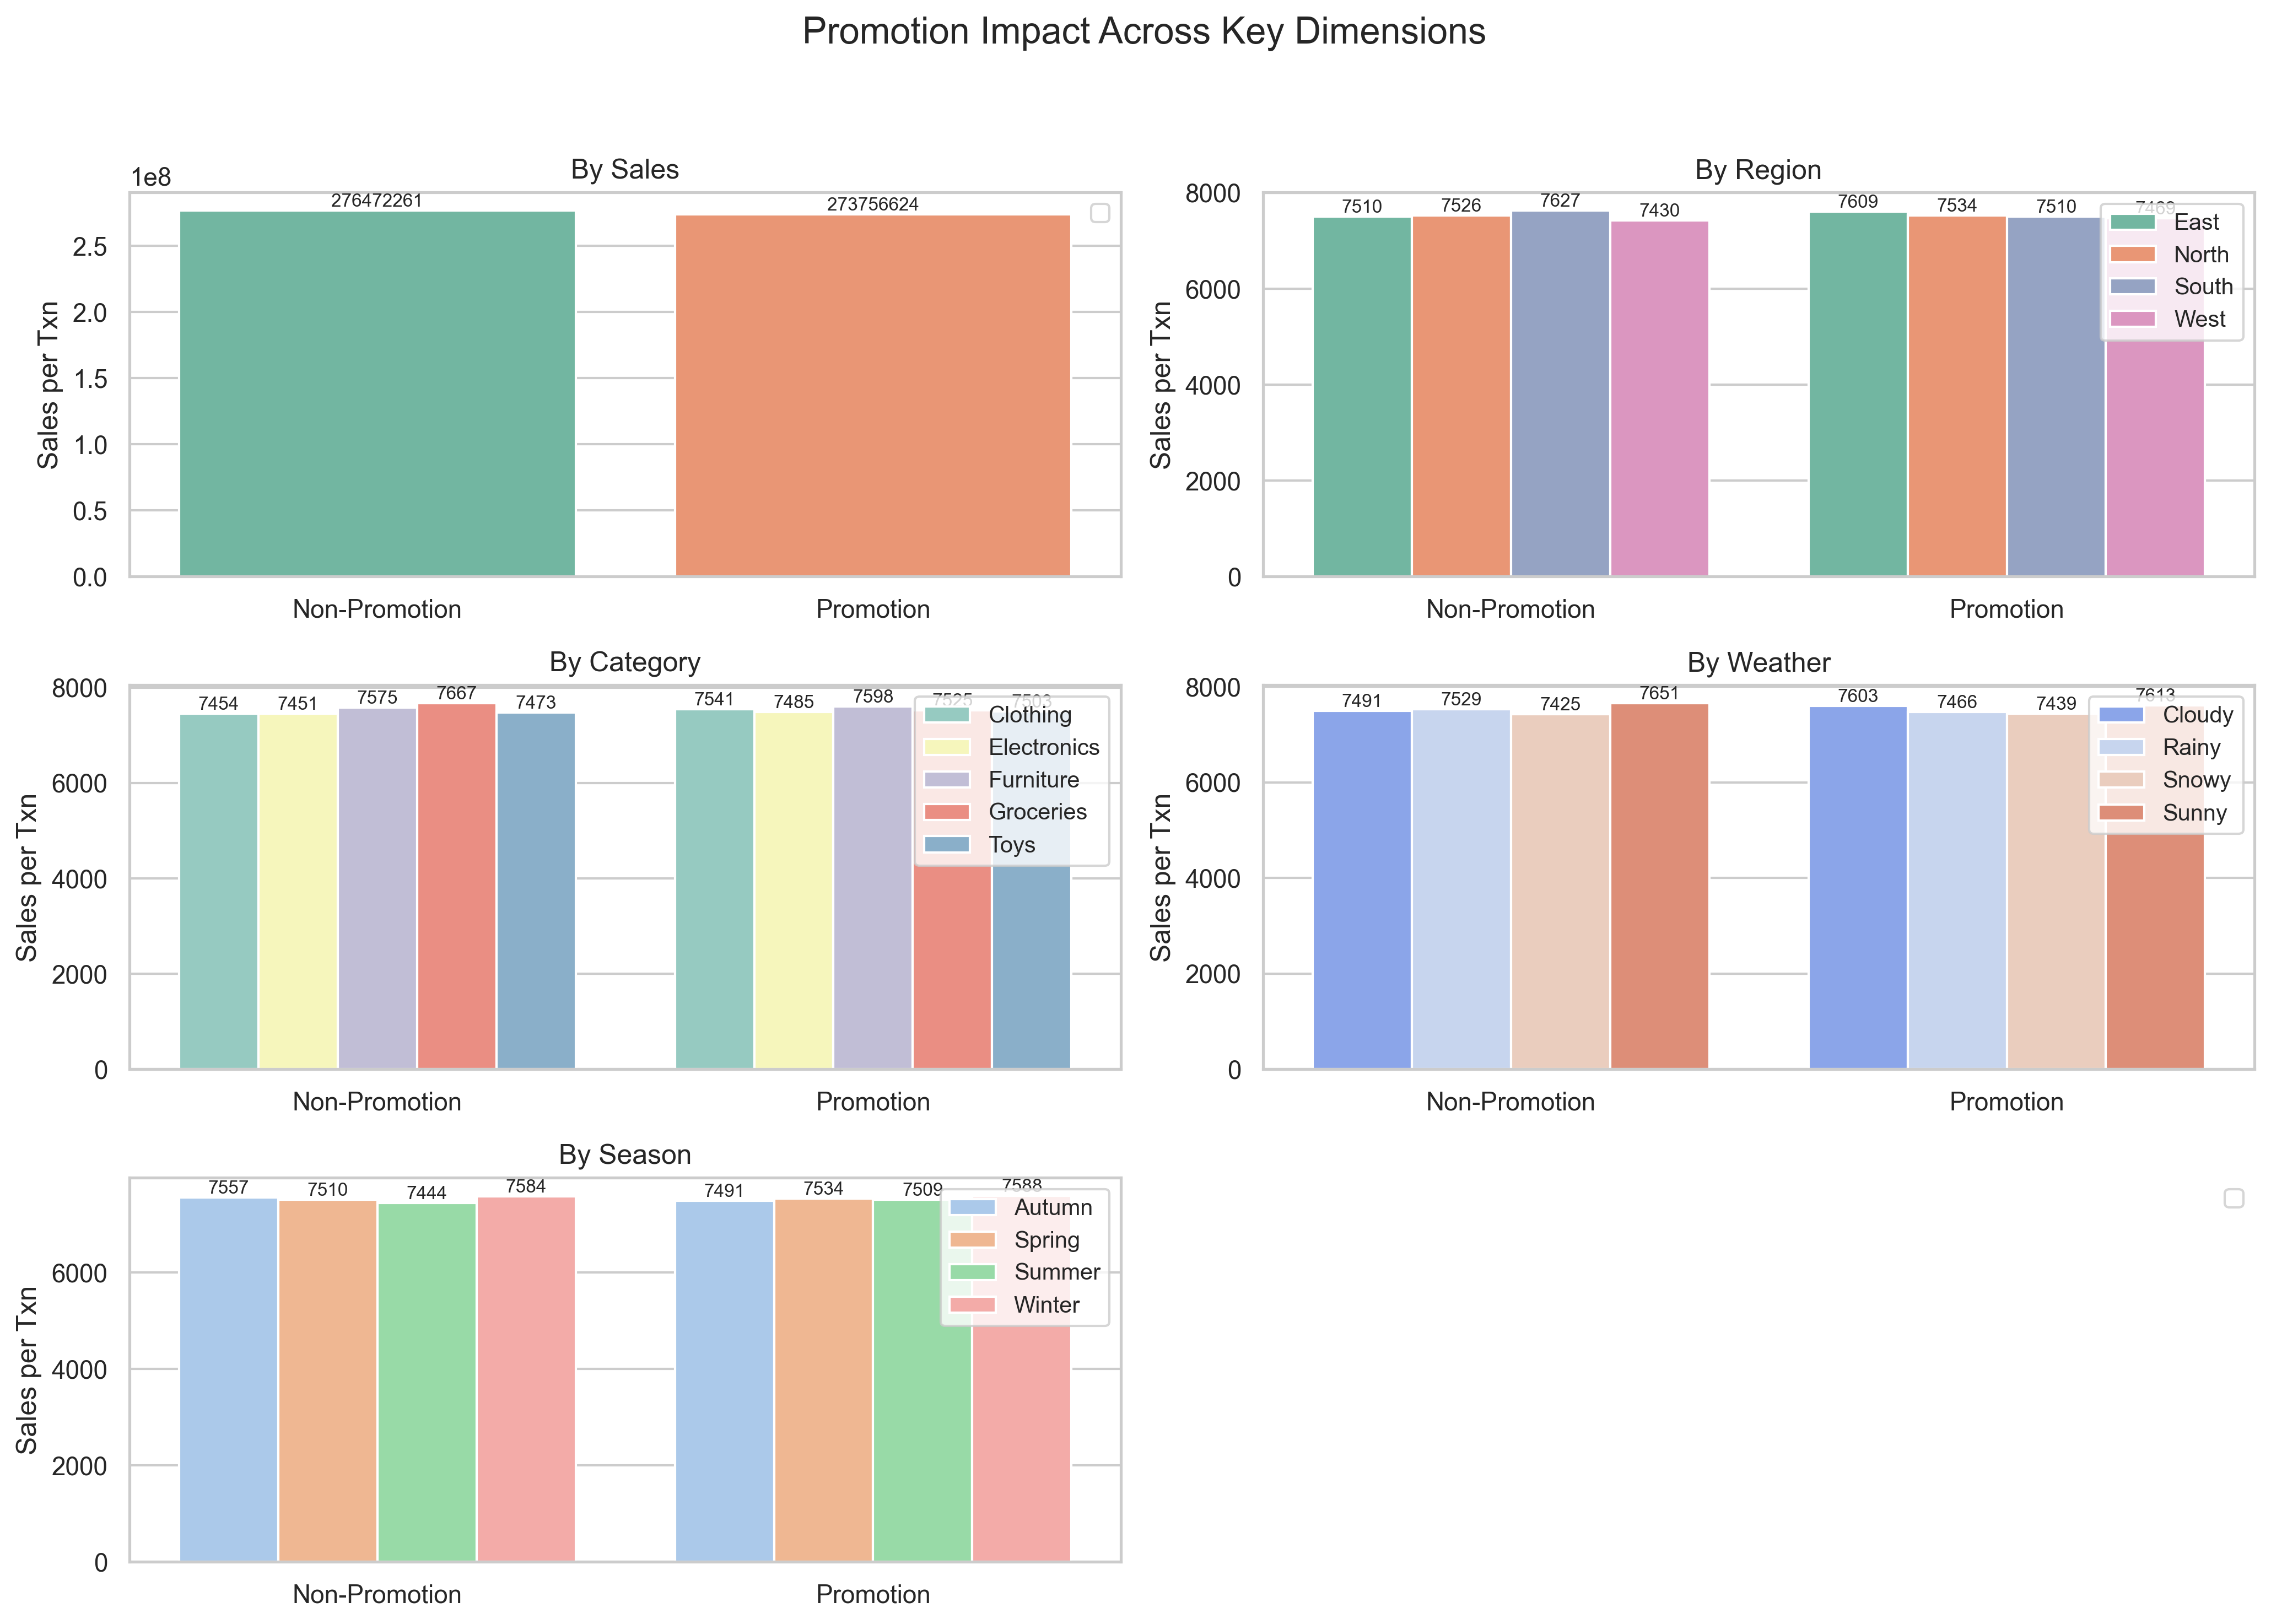 Promotion Impact Across Key Dimensions
By Sales
1e8
Sales per Txn
2.5
2.0
1.5
1.0
0.5
0.0
276472261
273756624
Non-Promotion
Promotion
By Region
Sales per Txn
8000
6000
4000
2000
0
7510
7526
7627
7430
7609
7534
7510
7469
East
North
South
West
Non-Promotion
Promotion
By Category
Sales per Txn
8000
6000
4000
2000
0
7454
7451
7575
7667
7473
7541
7485
7598
7525
7503
Clothing
Electronics
Furniture
Groceries
Toys
Non-Promotion
Promotion
By Weather
Sales per Txn
8000
6000
4000
2000
0
7491
7529
7425
7651
7603
7466
7439
7613
Cloudy
Rainy
Snowy
Sunny
Non-Promotion
Promotion
By Season
Sales per Txn
6000
4000
2000
0
7557
7510
7444
7584
7491
7534
7509
7588
Autumn
Spring
Summer
Winter
Non-Promotion
Promotion